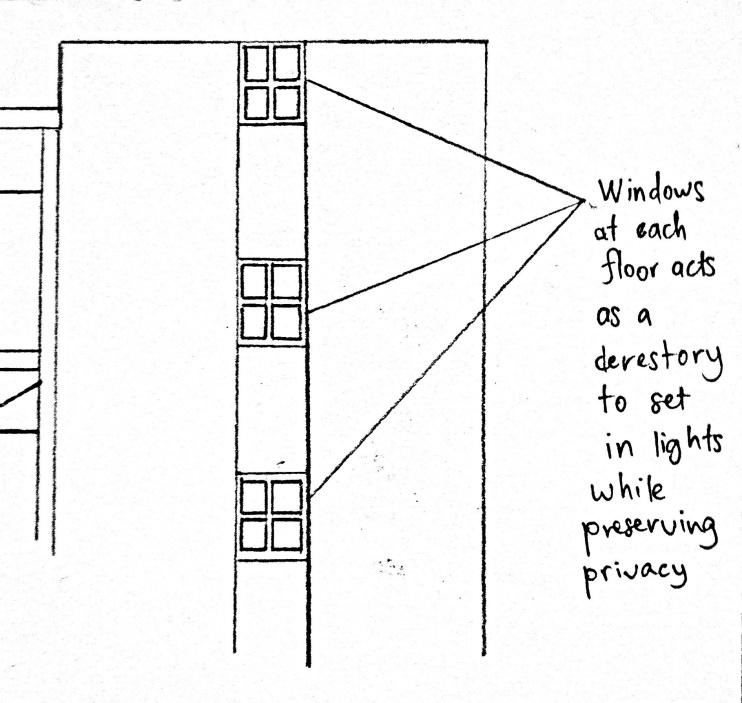 Windows
at each
floor acts
as a
derestory
to set
in lights
while
preserving
privacy